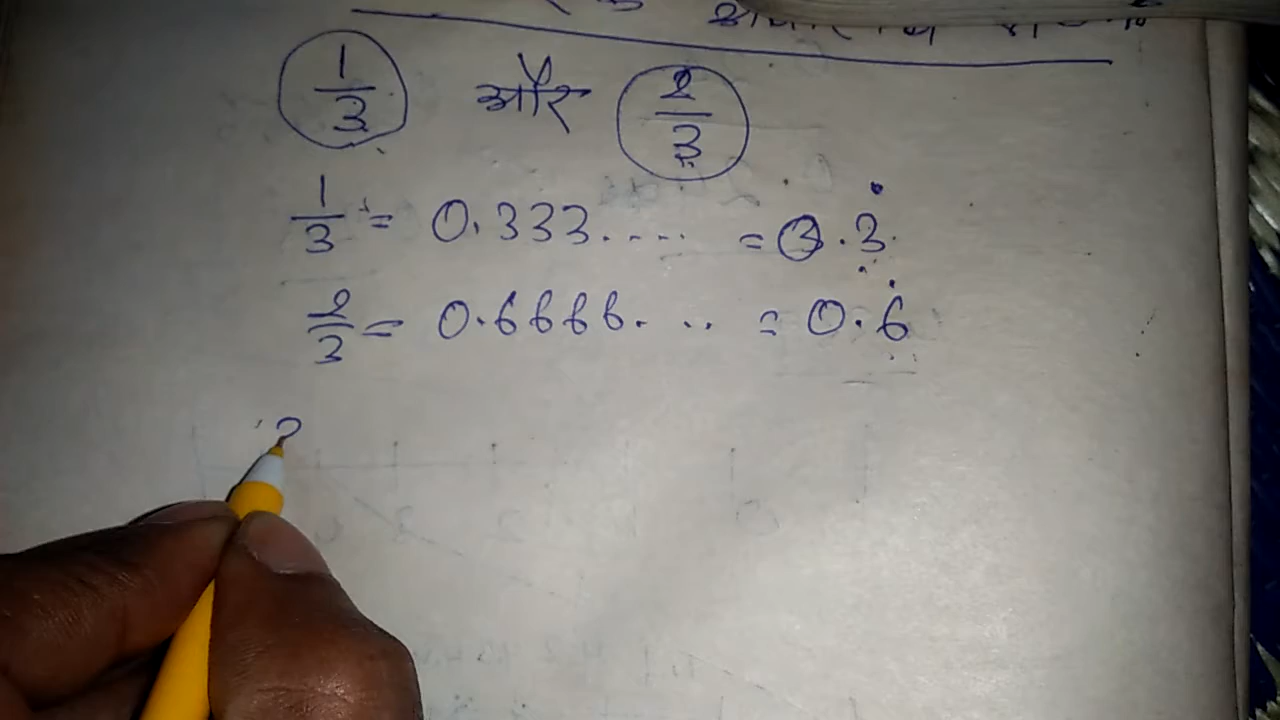 1/3 और 2/3
1/3 = 0.333.... = 0.3̇
2/3 = 0.6666... = 0.6̇